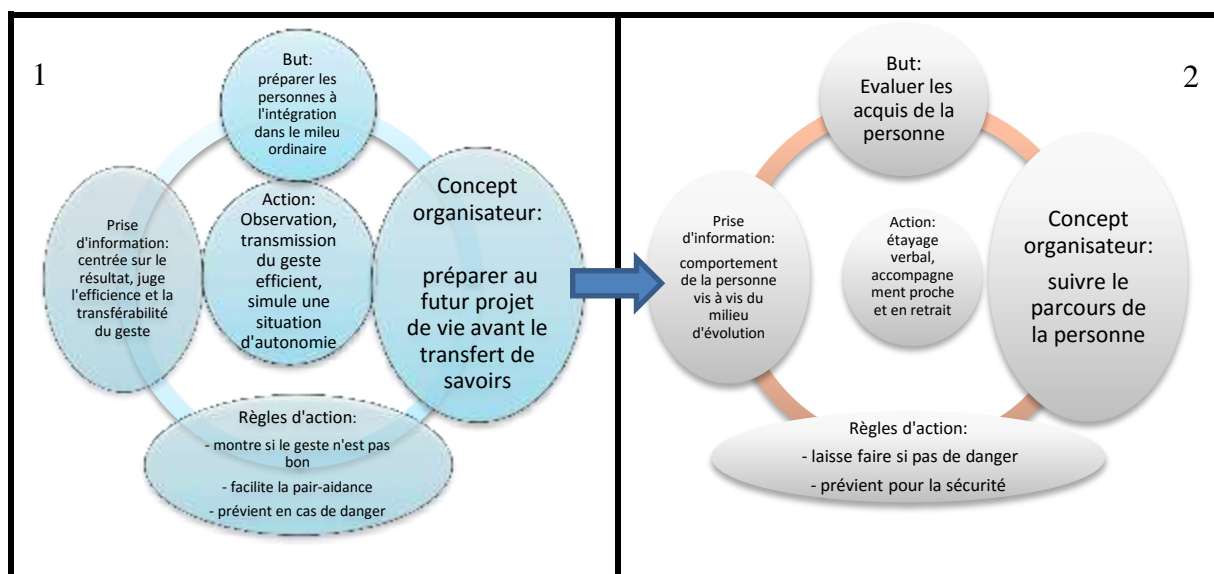 1
But:
préparer les
personnes à
l'intégration
dans le mileu
ordinaire
Prise
d'information:
centrée sur le
résultat, juge
l'efficience et la
transférabilité
du geste
Action:
Observation,
transmission
du geste
efficient,
simule une
situation
d'autonomie
Concept
organisateur:
préparer au
futur projet
de vie avant le
transfert de
savoirs
Règles d'action:
- montre si le geste n'est pas
bon
- facilite la pair-aidance
- prévient en cas de danger
2
But:
Evaluer les
acquis de la
personne
Prise
d'information:
comportement
de la personne
vis à vis du
milieu
d'évolution
Action:
étayage
verbal,
accompagne
ment proche
et en retrait
Concept
organisateur:
suivre le
parcours de
la personne
Règles d'action:
- laisse faire si pas de danger
- prévient pour la sécurité